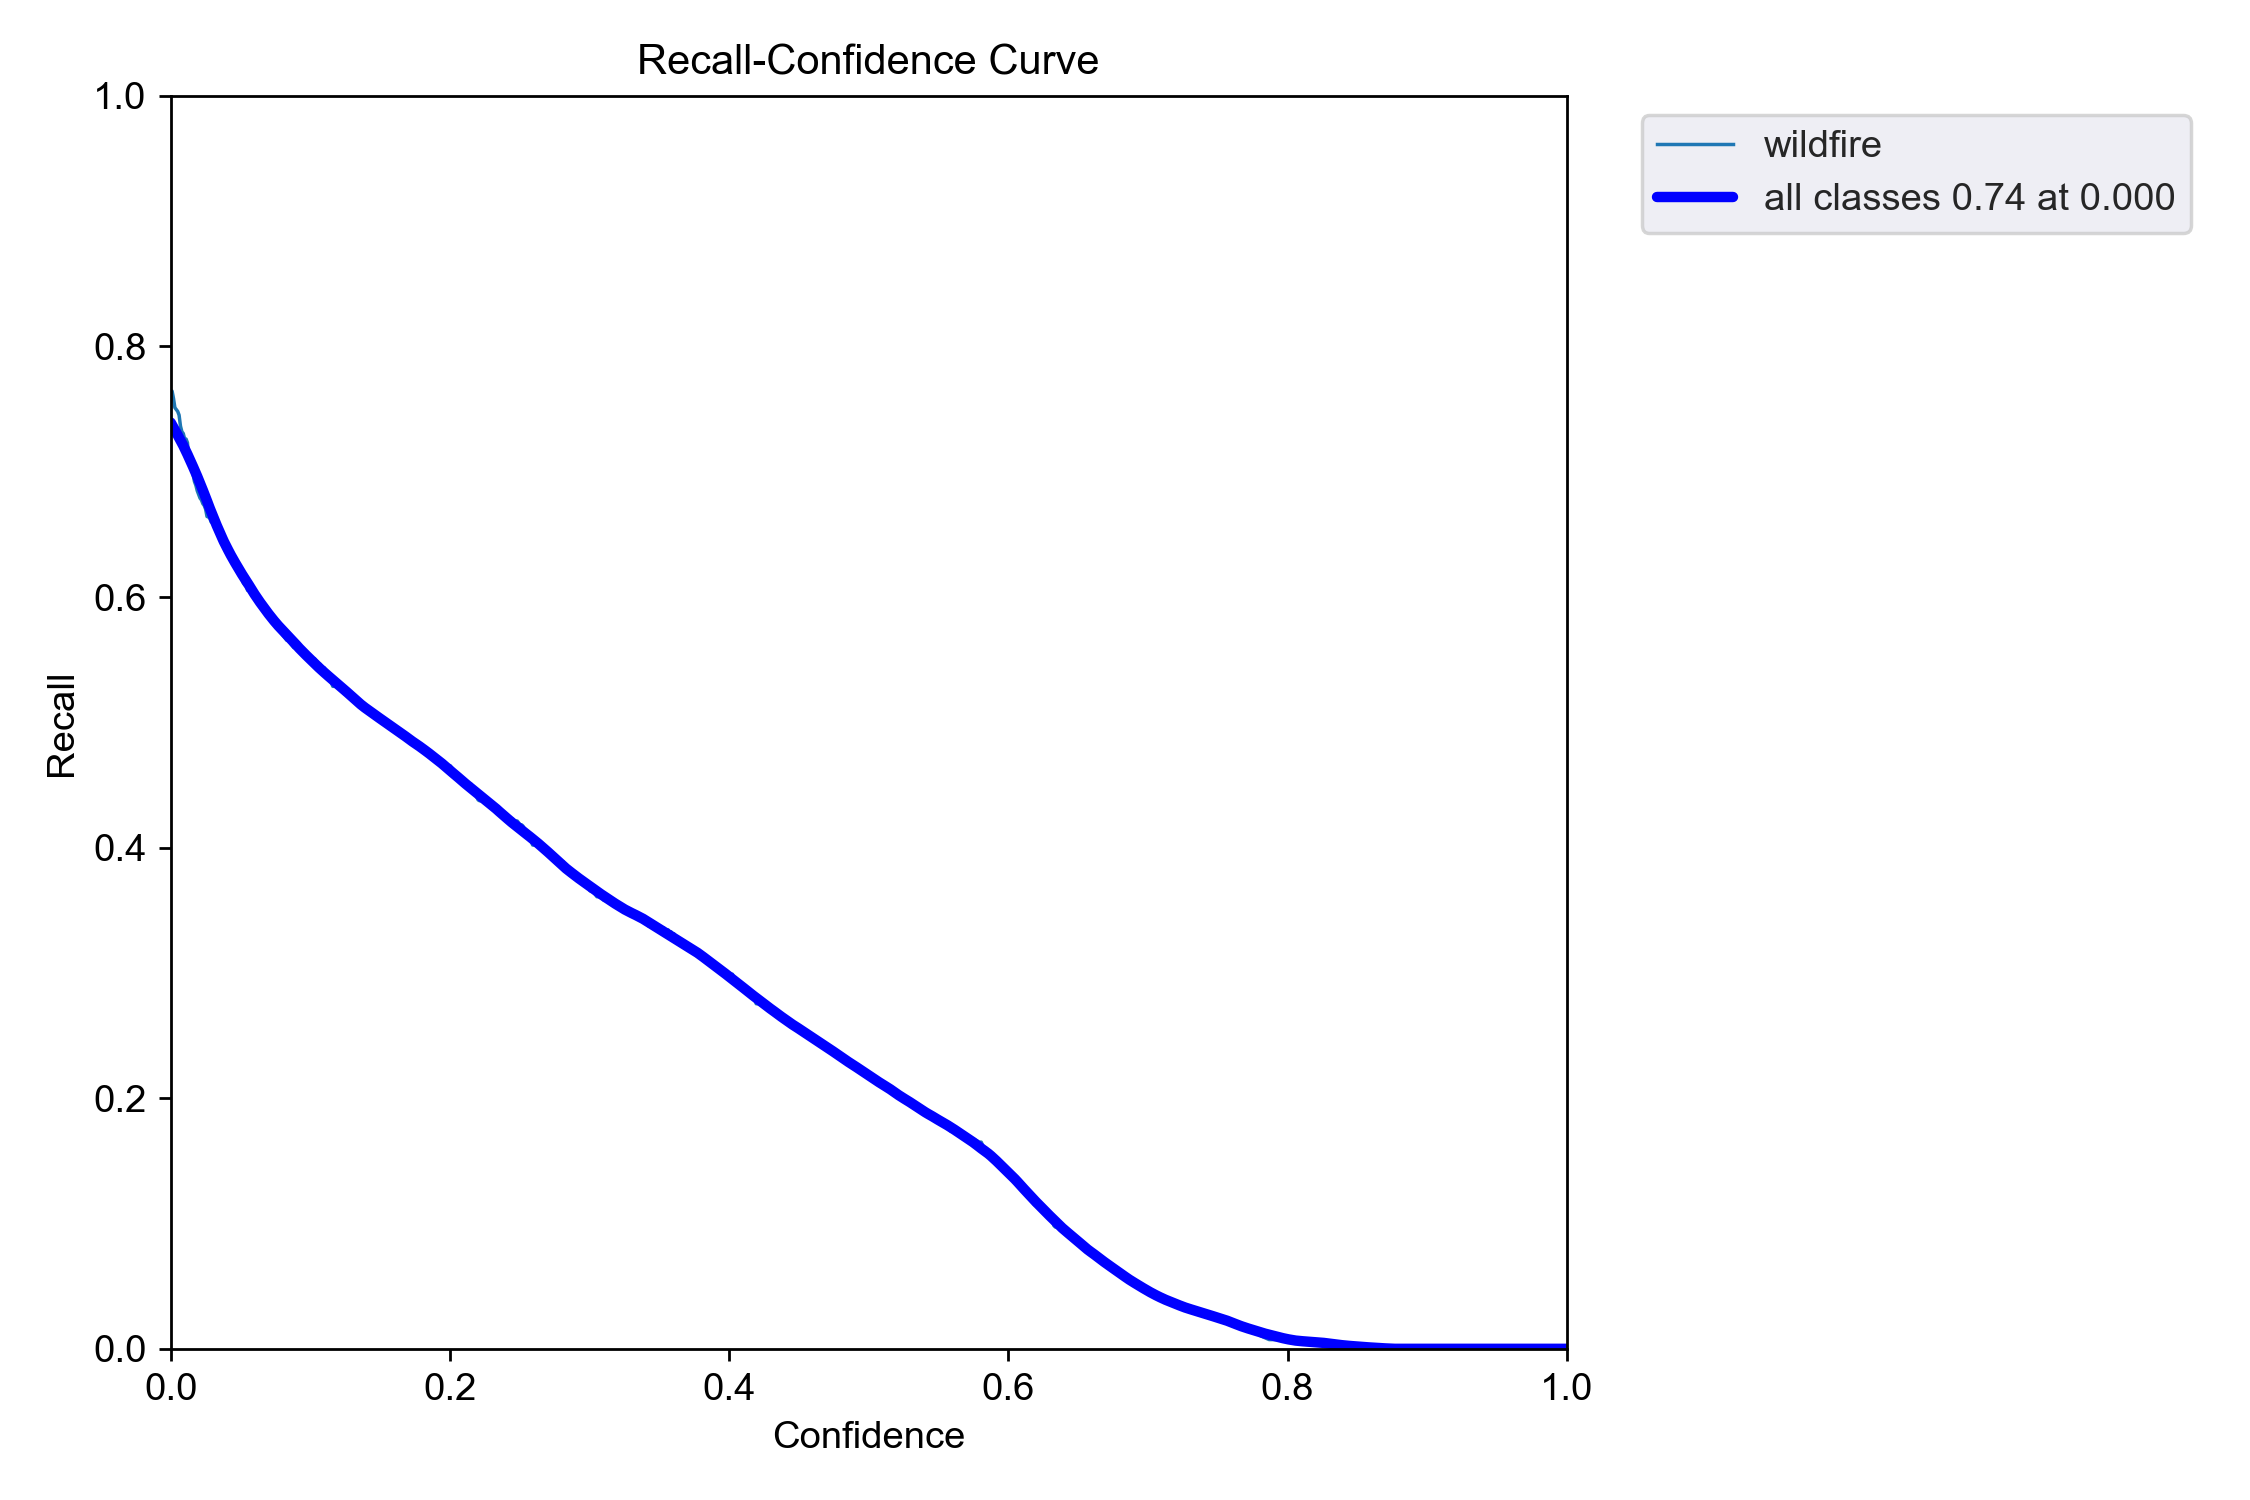 Recall-Confidence Curve
1.0
0.8
0.6
0.4
0.2
0.0
Recall
0.0 0.2 0.4 0.6 0.8 1.0
Confidence
wildfire
all classes 0.74 at 0.000